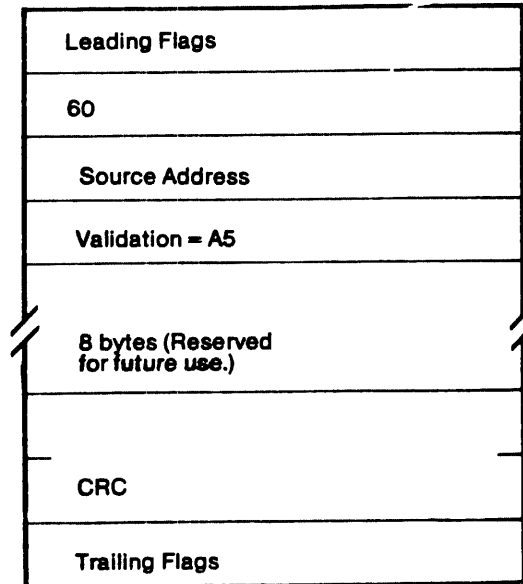 Leading Flags
60
Source Address
Validation = A5
8 bytes (Reserved
for future use.)
CRC
Trailing Flags